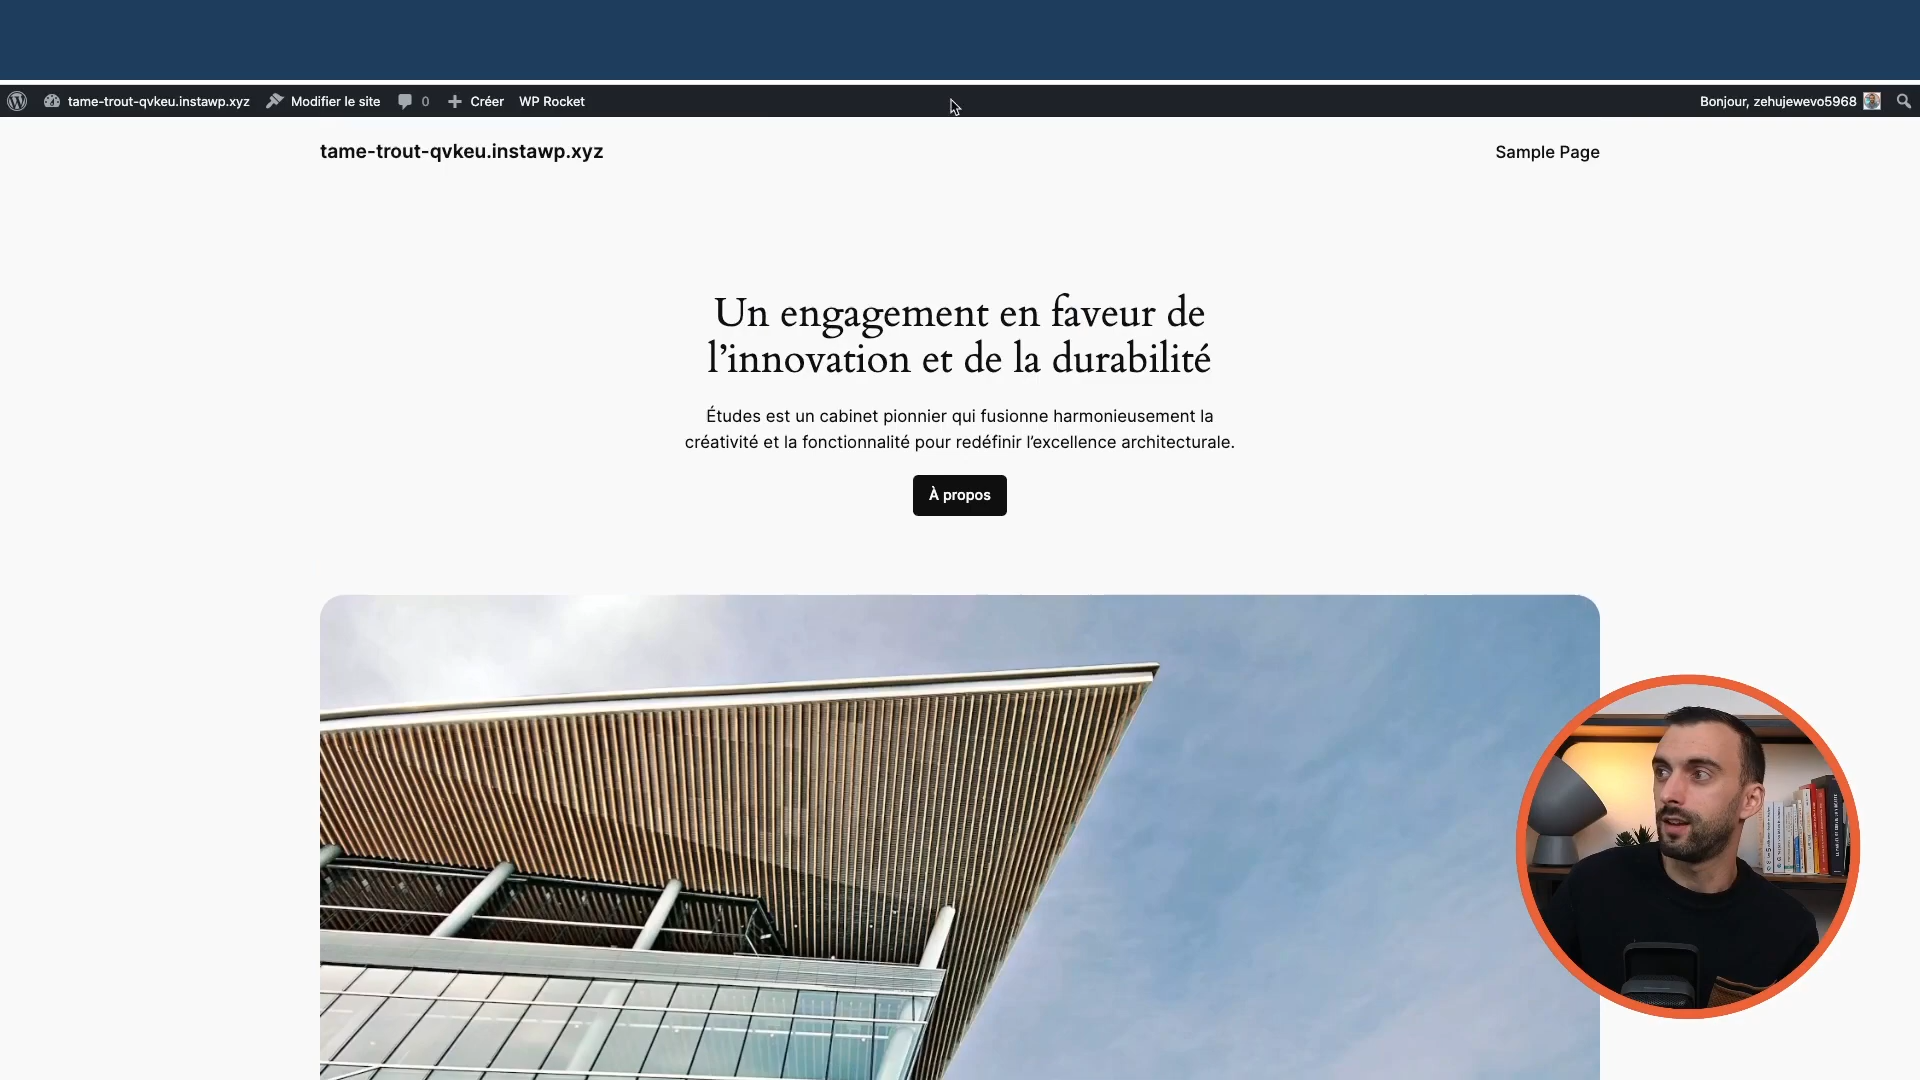 tame-trout-qvkeu.instawp.xyz Modifier le site 0 Créer WP Rocket Bonjour, zehujewevo5968
tame-trout-qvkeu.instawp.xyz Sample Page
Un engagement en faveur de
l’innovation et de la durabilité
Études est un cabinet pionnier qui fusionne harmonieusement la
créativité et la fonctionnalité pour redéfinir l’excellence architecturale.
À propos